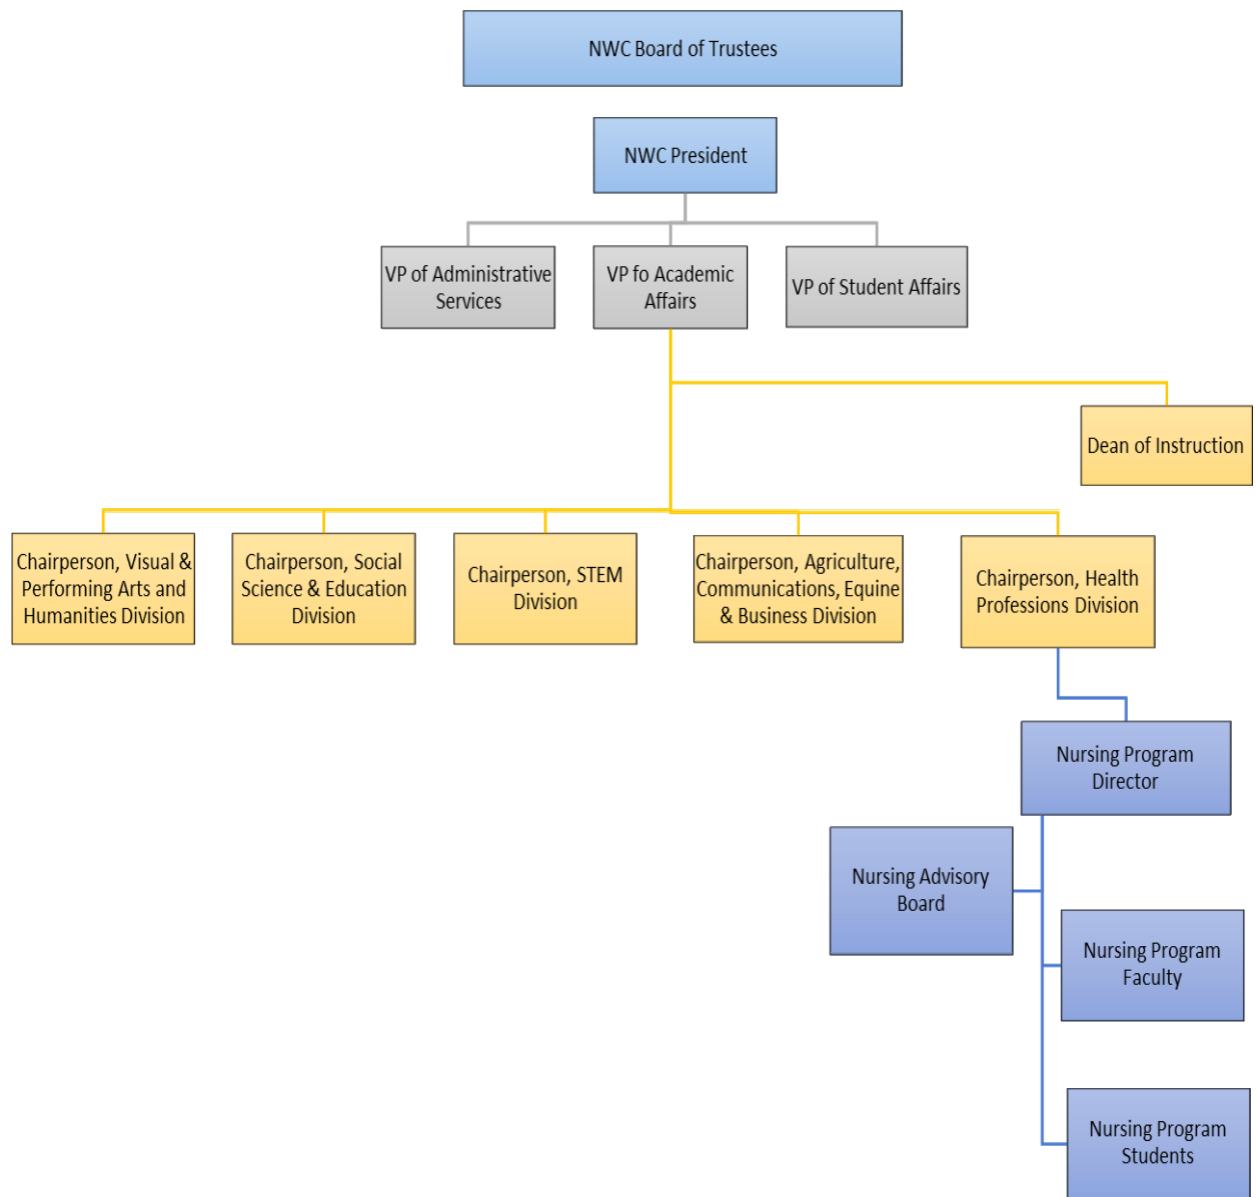 NWC Board of Trustees
NWC President
VP of Administrative
Services
VP fo Academic
Affairs
VP of Student Affairs
Dean of Instruction
Chairperson, Visual &
Performing Arts and
Humanities Division
Chairperson, Social
Science & Education
Division
Chairperson, STEM
Division
Chairperson, Agriculture,
Communications, Equine
& Business Division
Chairperson, Health
Professions Division
Nursing Program
Director
Nursing Advisory
Board
Nursing Program
Faculty
Nursing Program
Students